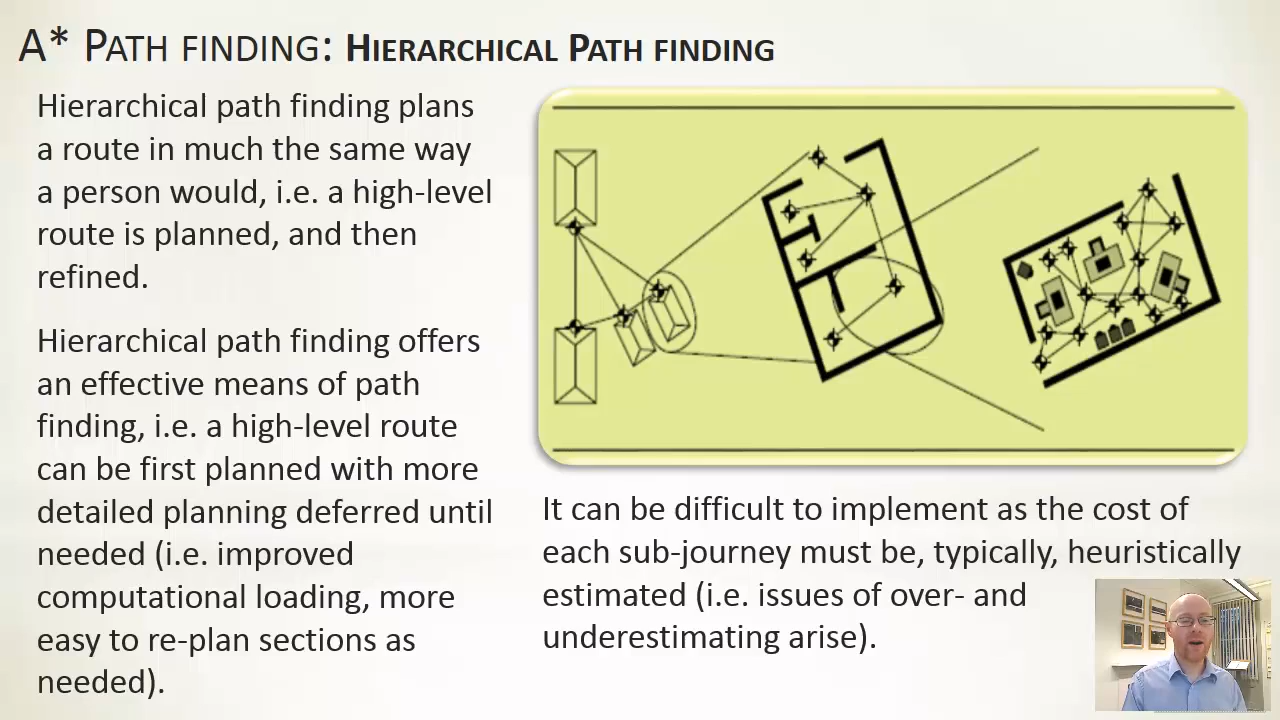 A* Path finding: Hierarchical Path finding
Hierarchical path finding plans
a route in much the same way
a person would, i.e. a high-level
route is planned, and then
refined.
Hierarchical path finding offers
an effective means of path
finding, i.e. a high-level route
can be first planned with more
detailed planning deferred until
needed (i.e. improved
computational loading, more
easy to re-plan sections as
needed).
It can be difficult to implement as the cost of
each sub-journey must be, typically, heuristically
estimated (i.e. issues of over- and
underestimating arise).